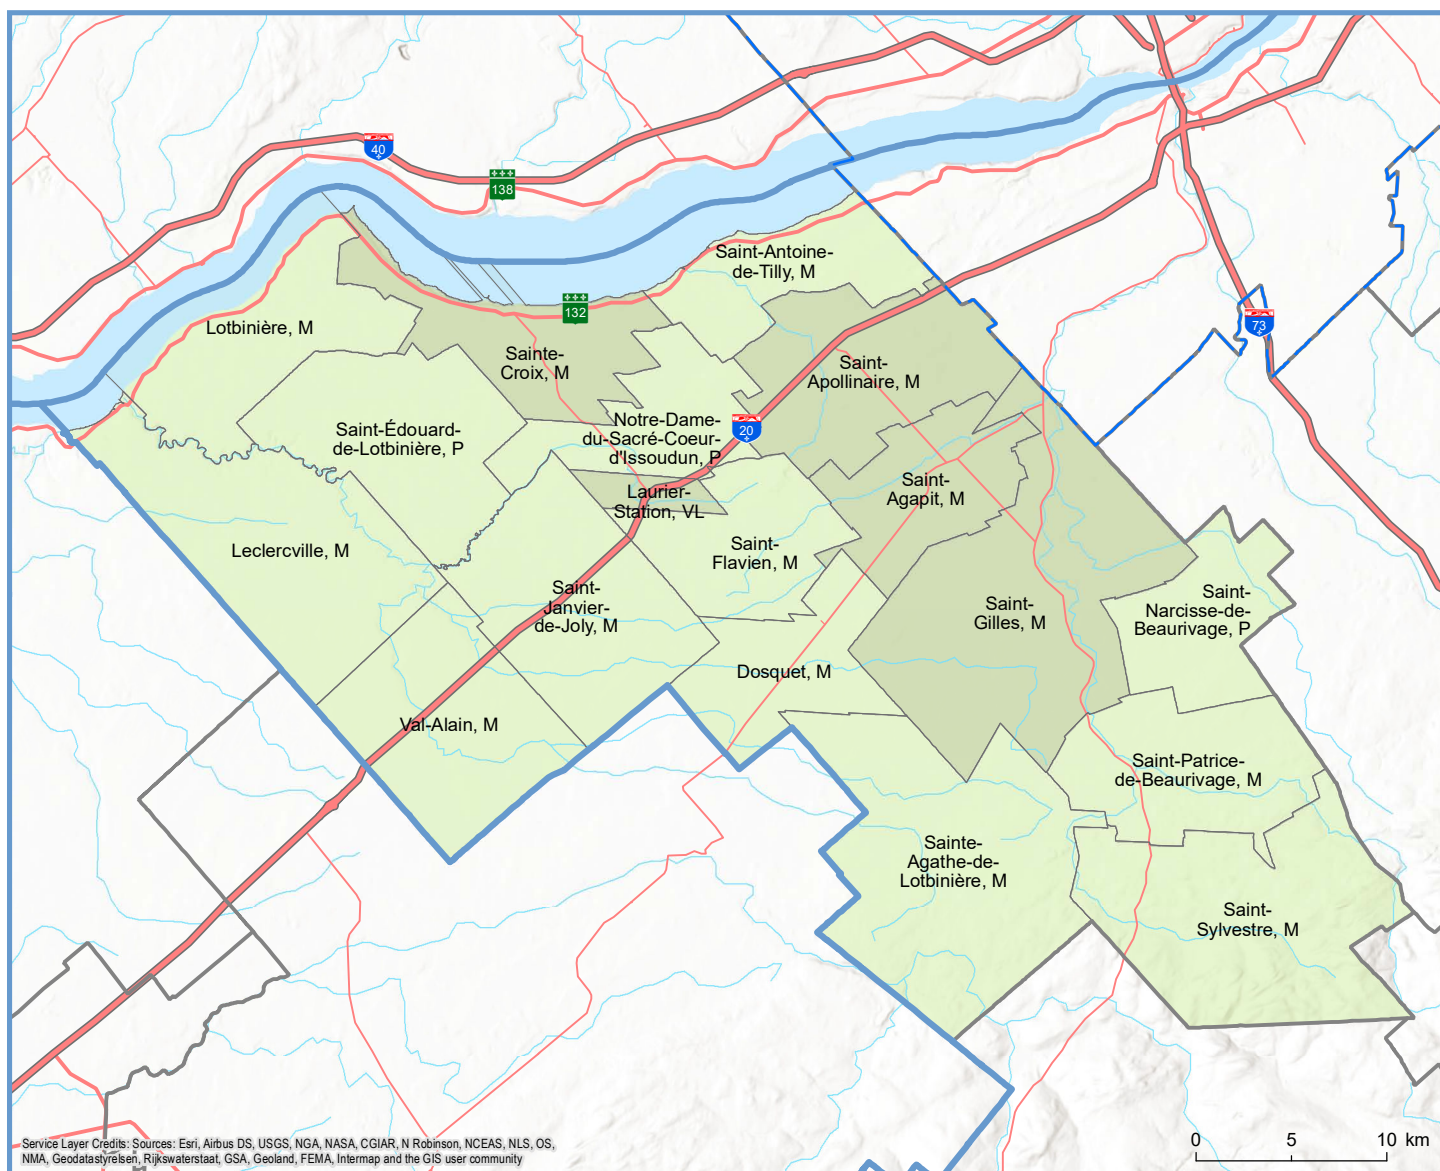 40
138
Saint-Antoine-
de-Tilly, M
132
73
Lotbinière, M
Sainte-
Croix, M
Saint-
Apollinaire, M
Saint-Édouard-
de-Lotbinière, P
Notre-Dame-
du-Sacré-Coeur-
d'Issoudun, P
20
Laurier-
Station, VL
Saint-
Agapit, M
Leclercville, M
Saint-
Flavien, M
Saint-
Janvier-
de-Joly, M
Saint-
Gilles, M
Saint-
Narcisse-de-
Beaurivage, P
Dosquet, M
Val-Alain, M
Saint-Patrice-
de-Beaurivage, M
Sainte-
Agathe-de-
Lotbinière, M
Saint-
Sylvestre, M
Service Layer Credits: Sources: Esri, Airbus DS, USGS, NGA, NASA, CGIAR, N Robinson, NCEAS, NLS, OS,
NMA, Geodatastyrelsen, Rijkswaterstaat, GSA, Geoland, FEMA, Intermap and the GIS user community
0 5 10 km